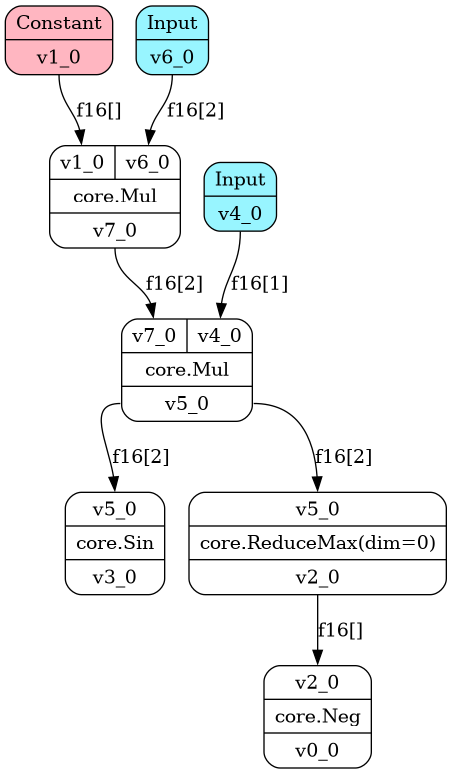 Constant
v1_0
Input
v6_0
f16[]
f16[2]
v1_0
v6_0
core.Mul
v7_0
Input
v4_0
f16[2]
f16[1]
v7_0
v4_0
core.Mul
v5_0
f16[2]
f16[2]
v5_0
core.Sin
v3_0
v5_0
core.ReduceMax(dim=0)
v2_0
f16[]
v2_0
core.Neg
v0_0